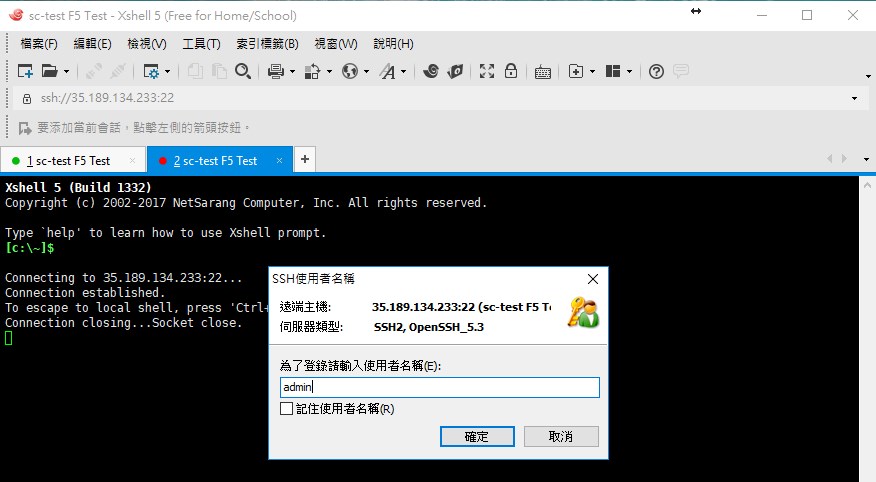 sc-test F5 Test - Xshell 5 (Free for Home/School)
檔案(F) 編輯(E) 檢視(V) 工具(T) 索引標籤(B) 視窗(W) 說明(H)
ssh://35.189.134.233:22
要添加當前會話，點擊左側的箭頭按鈕。
1 sc-test F5 Test 2 sc-test F5 Test
Xshell 5 (Build 1332)
Copyright (c) 2002-2017 NetSarang Computer, Inc. All rights reserved.
Type `help' to learn how to use Xshell prompt.
[c:\~]$
Connecting to 35.189.134.233:22...
Connection established.
To escape to local shell, press 'Ctrl+
Connection closing...Socket close.
SSH使用者名稱
遠端主機: 35.189.134.233:22 (sc-test F5 Te
伺服器類型: SSH2, OpenSSH_5.3
為了登錄請輸入使用者名稱(E):
admin
記住使用者名稱(R)
確定 取消